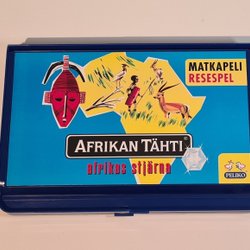 MATKAPELI
RESESPEL
AFRIKAN TÄHTI
afrikas stjärna
PELIKO